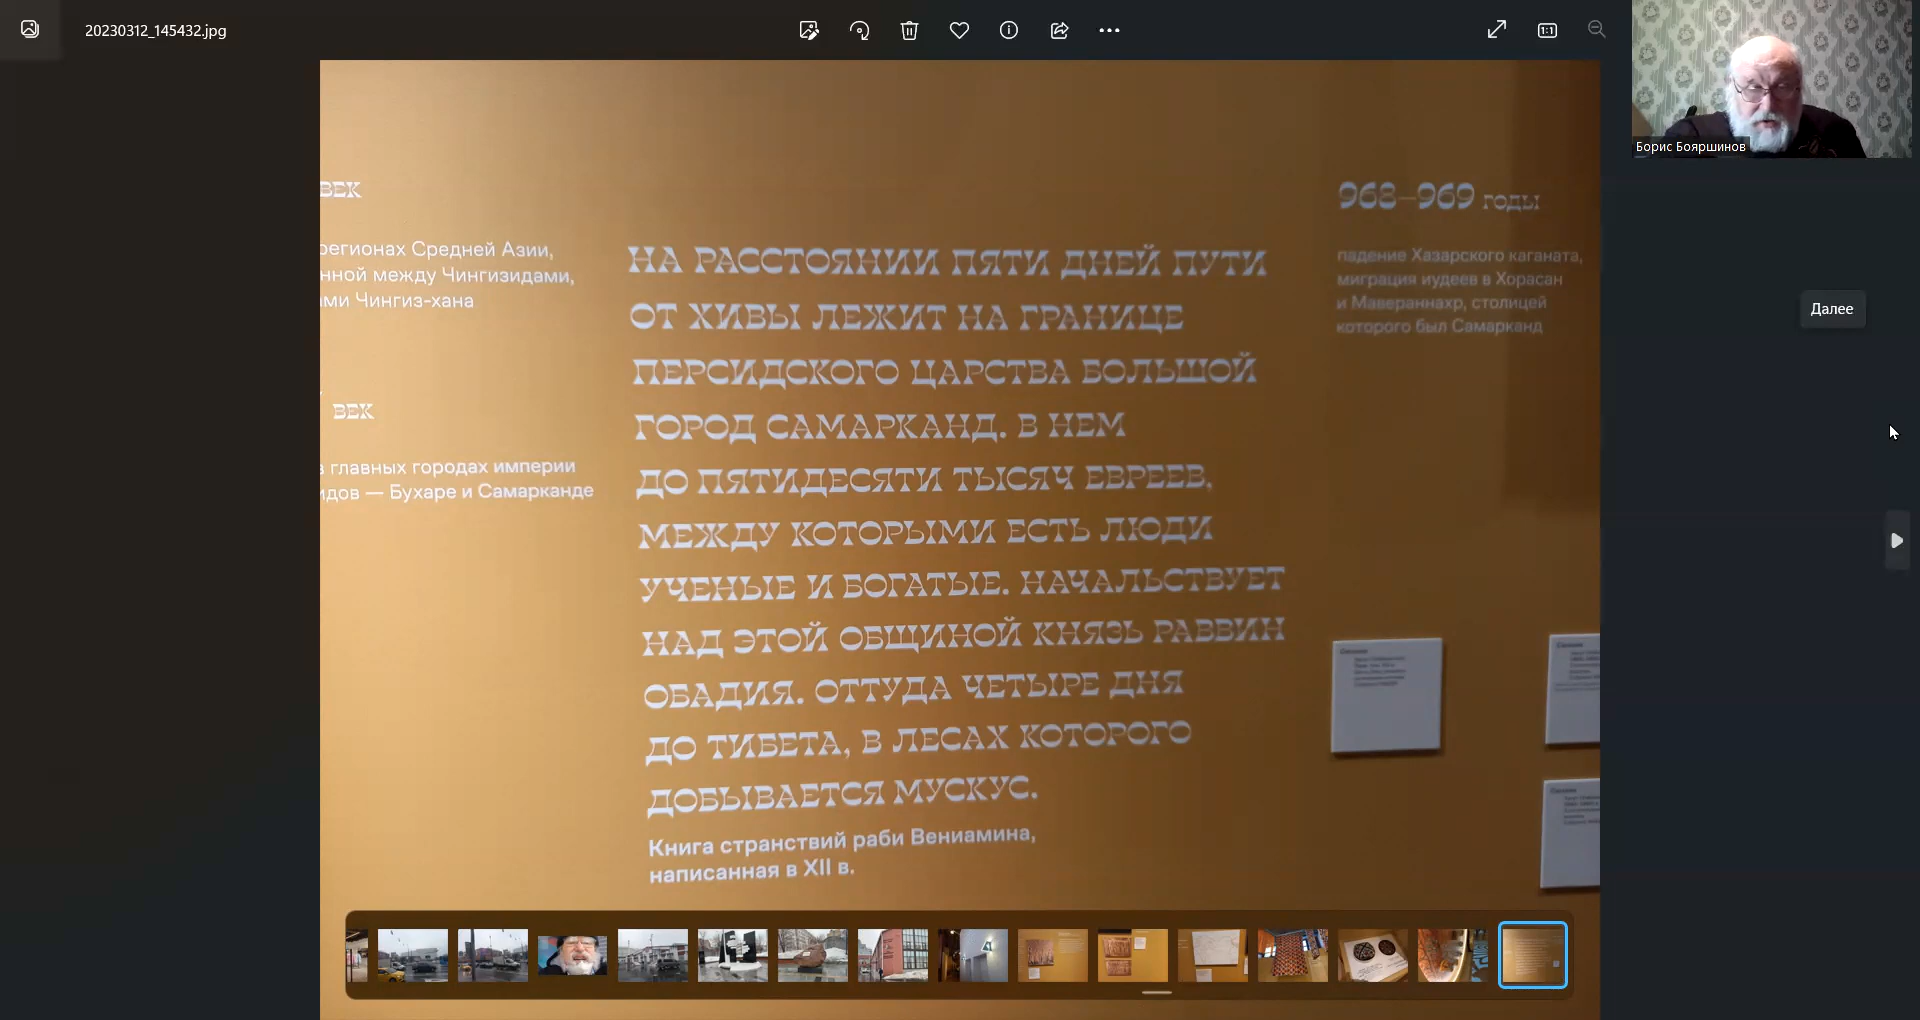 20230312_145432.jpg
Борис Бояршинов
Далее
ВЕК
регионах Средней Азии,
нной между Чингизидами,
ми Чингиз-хана
ВЕК
в главных городах империи
идов — Бухаре и Самарканде
НА РАССТОЯНИИ ПЯТИ ДНЕЙ ПУТИ
ОТ ХИВЫ ЛЕЖИТ НА ГРАНИЦЕ
ПЕРСИДСКОГО ЦАРСТВА БОЛЬШОЙ
ГОРОД САМАРКАНД. В НЕМ
ДО ПЯТИДЕСЯТИ ТЫСЯЧ ЕВРЕЕВ,
МЕЖДУ КОТОРЫМИ ЕСТЬ ЛЮДИ
УЧЕНЫЕ И БОГАТЫЕ. НАЧАЛЬСТВУЕТ
НАД ЭТОЙ ОБЩИНОЙ КНЯЗЬ РАВВИН
ОБАДИЯ. ОТТУДА ЧЕТЫРЕ ДНЯ
ДО ТИБЕТА, В ЛЕСАХ КОТОРОГО
ДОБЫВАЕТСЯ МУСКУС.
Книга странствий раби Вениамина,
написанная в XII в.
968–969 ГОДЫ
падение Хазарского каганата,
миграция иудеев в Хорасан
и Мавераннахр, столицей
которого был Самарканд